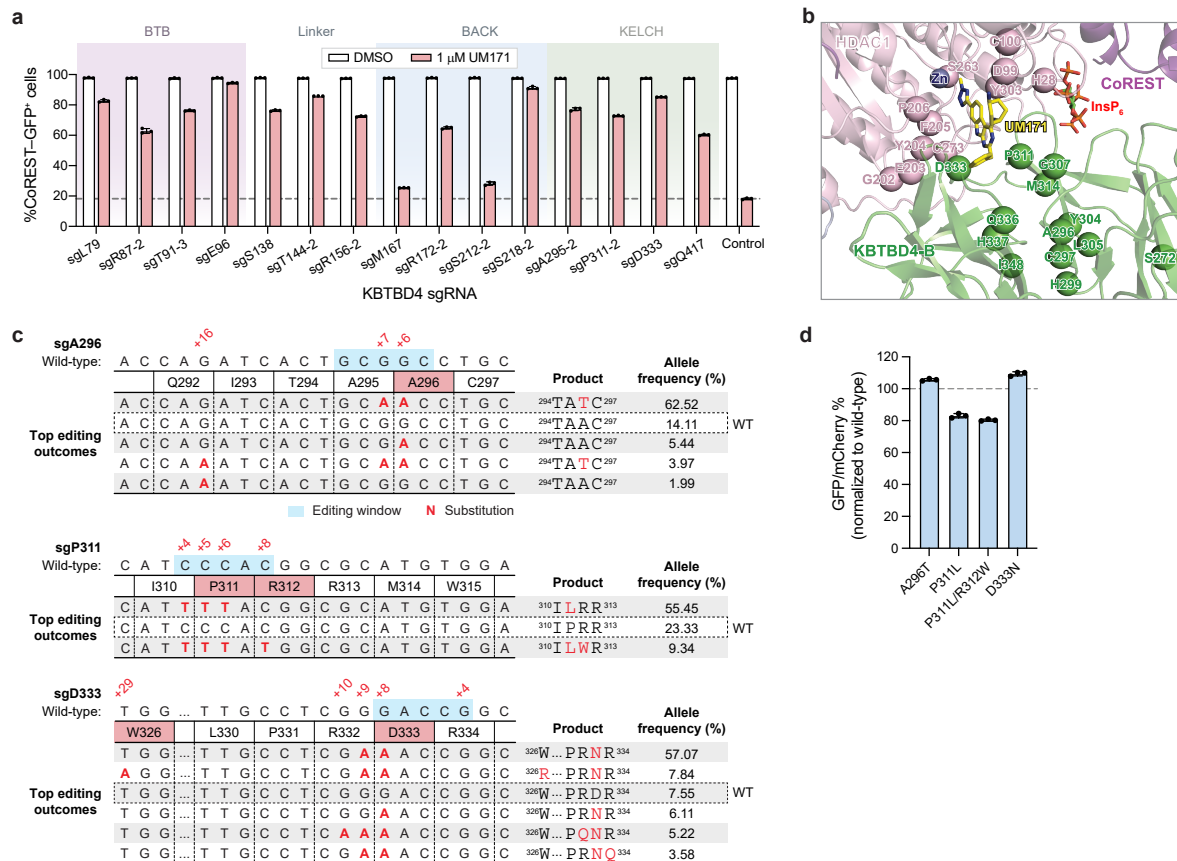 a
BTB
Linker
BACK
KELCH
DMSO
1 μM UM171
%CoREST–GFP+ cells
100
80
60
40
20
0
sgL79
sgR87-2
sgT91-3
sgE96
sgS138
sgT144-2
sgR156-2
sgM167
sgR172-2
sgS212-2
sgS218-2
sgA295-2
sgP311-2
sgD333
sgQ417
Control
KBTBD4 sgRNA
b
HDAC1
C100
CoREST
S263
D99
Zn
H28
Y303
InsP6
P206
F205
UM171
Y204
C273
P311
G307
E203
D333
M314
G202
Q336
Y304
A296
KBTBD4-B
H337
L305
C297
S272
I348
H299
c
sgA296
+16
+7
+6
Wild-type: A C C A G A T C A C T G C G G C C T G C
Q292 I293 T294 A295 A296 C297
Product
Allele frequency (%)
A C C A G A T C A C T G C A A C C T G C 294TATC297 62.52
A C C A G A T C A C T G C G G C C T G C 294TAAC297 14.11 WT
Top editing outcomes
A C C A G A T C A C T G C G A C C T G C 294TAAC297 5.44
A C C A A A T C A C T G C A A C C T G C 294TATC297 3.97
A C C A A A T C A C T G C G G C C T G C 294TAAC297 1.99
Editing window
N Substitution
sgP311
+4
+5
+6
+8
Wild-type: C A T C C C A C G G C G C A T G T G G A
I310 P311 R312 R313 M314 W315
Product
Allele frequency (%)
C A T T T T A C G G C G C A T G T G G A 310ILRR313 55.45
Top editing outcomes
C A T C C C A C G G C G C A T G T G G A 310IPRR313 23.33 WT
C A T T T T A T G G C G C A T G T G G A 310ILWR313 9.34
sgD333
+29
+10
+9
+8
+4
Wild-type: T G G ... T T G C C T C G G G A C C G G C
W326 ... L330 P331 R332 D333 R334
Product
Allele frequency (%)
T G G ... T T G C C T C G A A A C C G G C 326W... PRNR334 57.07
A G G ... T T G C C T C G A A A C C G G C 326R... PRNR334 7.84
T G G ... T T G C C T C G G G A C C G G C 326W... PRDR334 7.55 WT
Top editing outcomes
T G G ... T T G C C T C G G A A C C G G C 326W... PRNR334 6.11
T G G ... T T G C C T C A A A A C C G G C 326W... PQNR334 5.22
T G G ... T T G C C T C G A A A C C A G C 326W... PRNQ334 3.58
d
GFP/mCherry %
(normalized to wild-type)
120
100
80
60
40
20
0
A296T
P311L
P311L/R312W
D333N